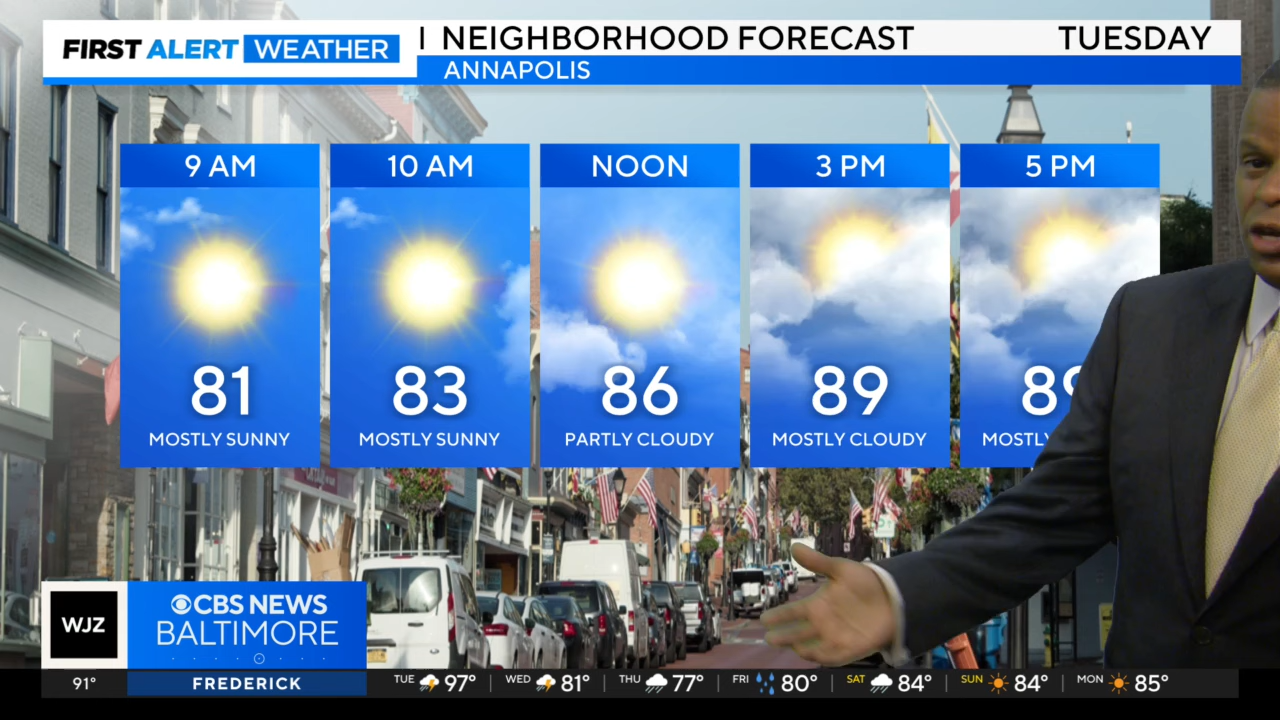 FIRST ALERT WEATHER
NEIGHBORHOOD FORECAST
TUESDAY
ANNAPOLIS
9 AM
10 AM
NOON
3 PM
5 PM
81
83
86
89
MOSTLY SUNNY
MOSTLY SUNNY
PARTLY CLOUDY
MOSTLY CLOUDY
MOSTLY
WJZ
CBS NEWS
BALTIMORE
91°
FREDERICK
TUE 97°
WED 81°
THU 77°
FRI 80°
SAT 84°
SUN 84°
MON 85°